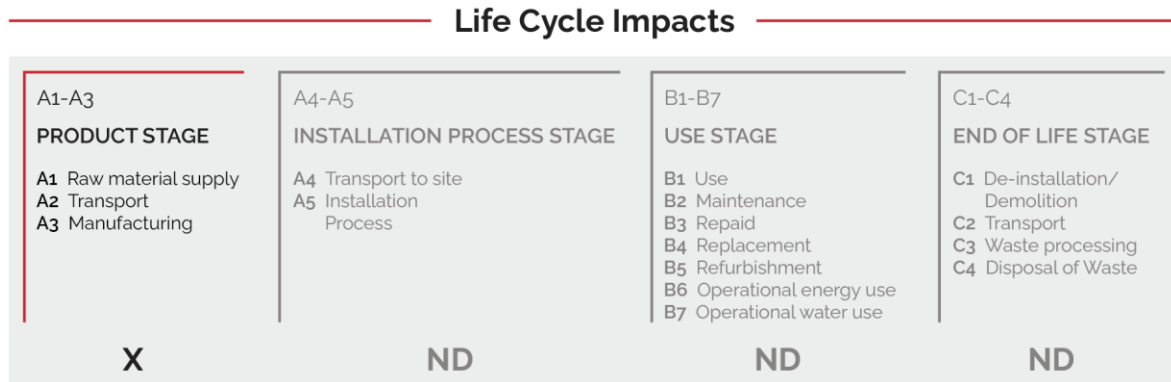 Life Cycle Impacts
A1-A3
PRODUCT STAGE
A1 Raw material supply
A2 Transport
A3 Manufacturing
X
A4-A5
INSTALLATION PROCESS STAGE
A4 Transport to site
A5 Installation
Process
ND
B1-B7
USE STAGE
B1 Use
B2 Maintenance
B3 Repaid
B4 Replacement
B5 Refurbishment
B6 Operational energy use
B7 Operational water use
ND
C1-C4
END OF LIFE STAGE
C1 De-installation/
Demolition
C2 Transport
C3 Waste processing
C4 Disposal of Waste
ND